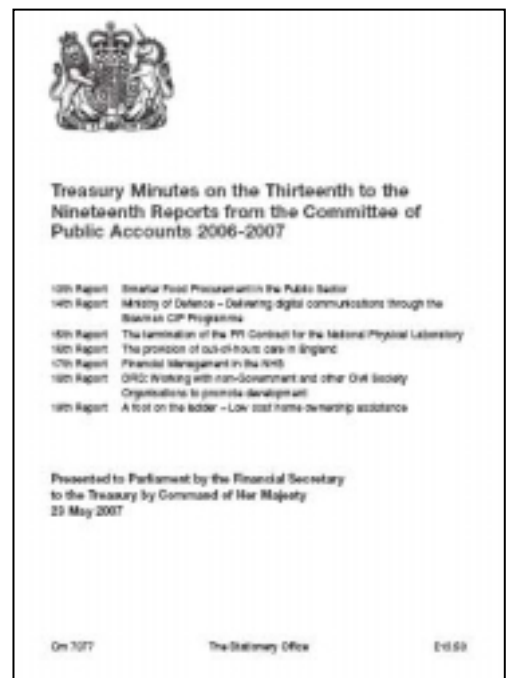 Treasury Minutes on the Thirteenth to the
Nineteenth Reports from the Committee of
Public Accounts 2006-2007
13th Report Smarter Food Procurement in the Public Sector
14th Report Ministry of Defence – Delivering digital communications through the
Bowman CIP Programme
15th Report The termination of the PFI Contract for the National Physical Laboratory
16th Report The provision of out-of-hours care in England
17th Report Financial Management in the NHS
18th Report DFID: Working with non-Government and other Civil Society
Organisations to promote development
19th Report A foot on the ladder – Low cost home ownership assistance
Presented to Parliament by the Financial Secretary
to the Treasury by Command of Her Majesty
23 May 2007
Cm 7077 The Stationery Office